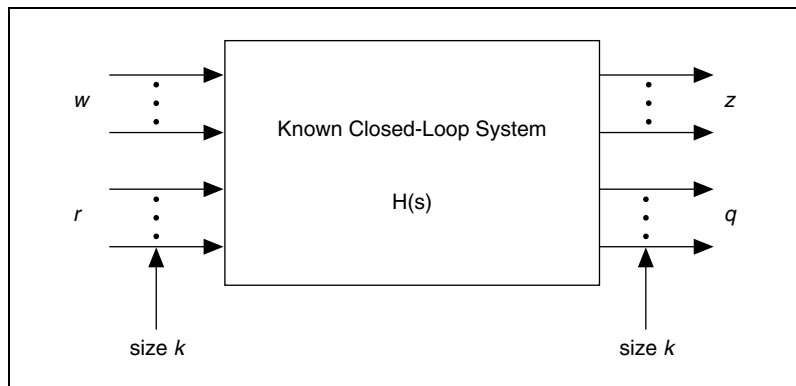 w
z
Known Closed-Loop System
H(s)
r
q
size k
size k